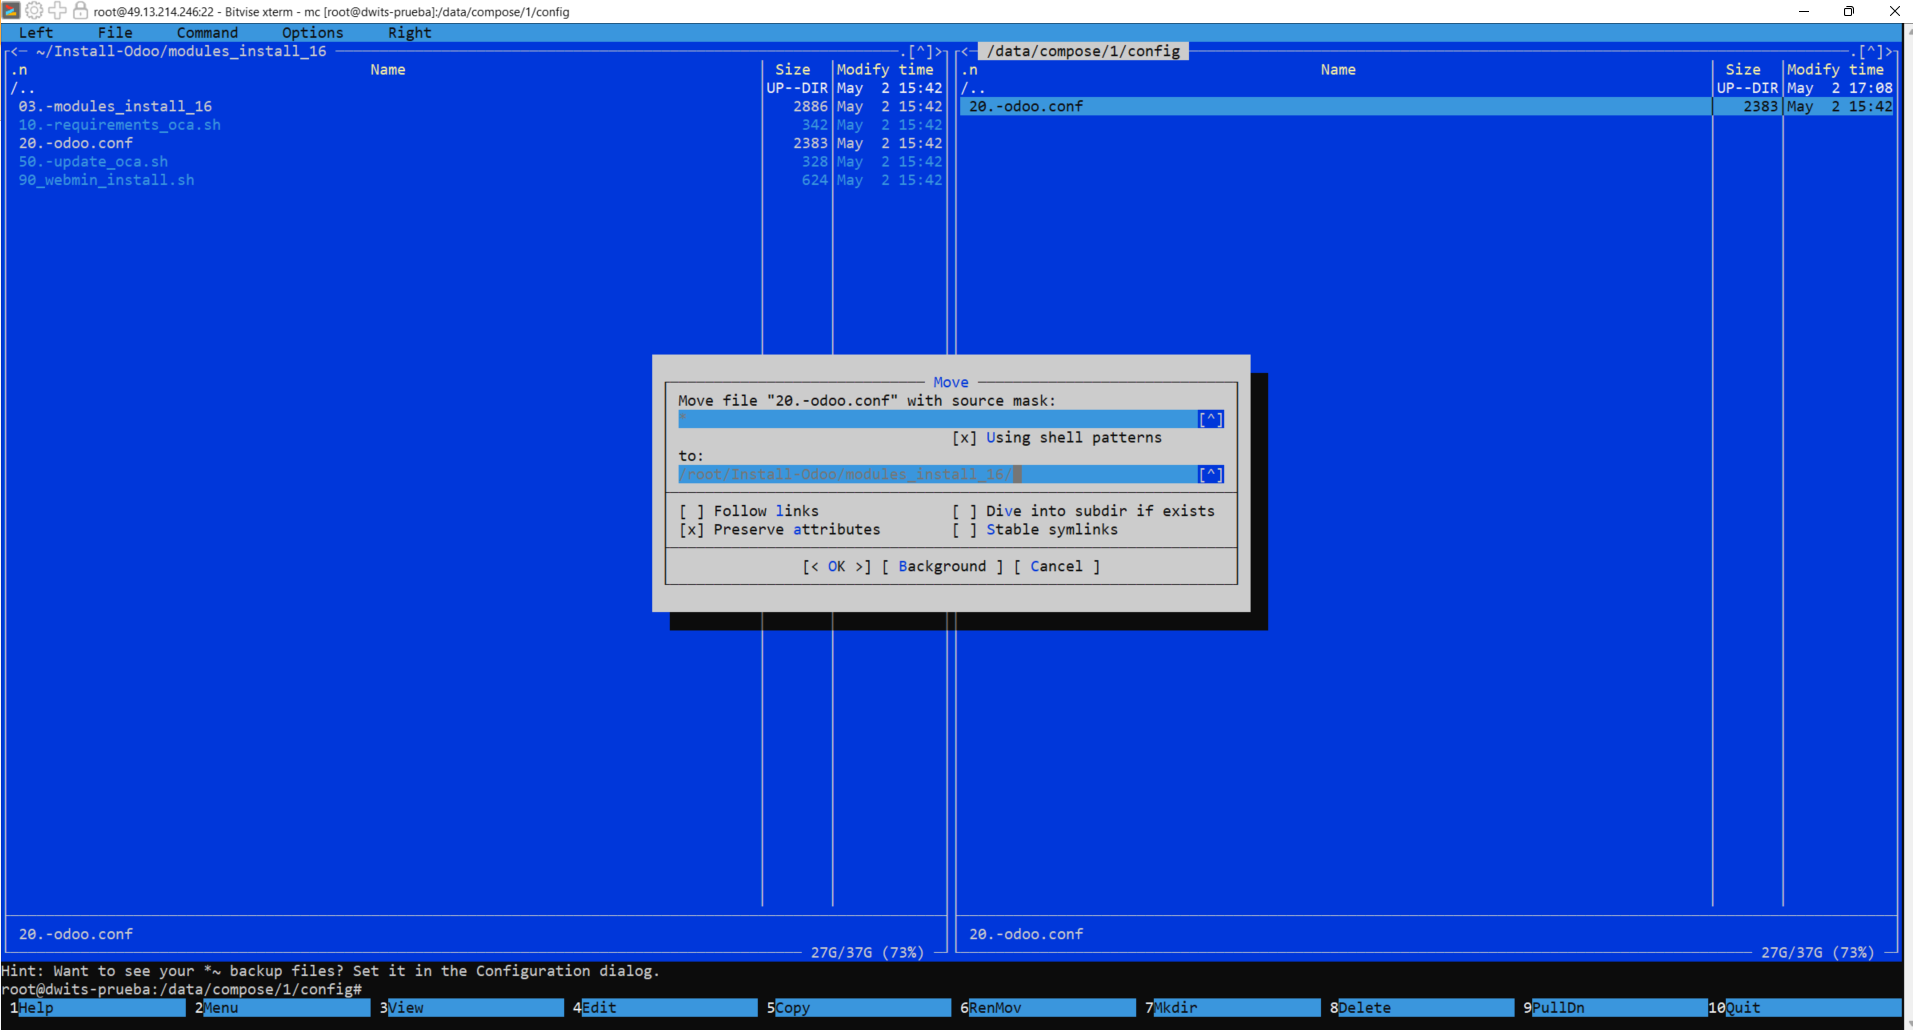 root@49.13.214.246:22 - Bitvise xterm - mc [root@dwits-prueba]:/data/compose/1/config
Left File Command Options Right
<- ~/Install-Odoo/modules_install_16 .[^]>
.n Name Size Modify time
/.. UP--DIR May 2 15:42
03.-modules_install_16 2886 May 2 15:42
10.-requirements_oca.sh 342 May 2 15:42
20.-odoo.conf 2383 May 2 15:42
50.-update_oca.sh 328 May 2 15:42
90_webmin_install.sh 624 May 2 15:42
20.-odoo.conf
27G/37G (73%)
<- /data/compose/1/config .[^]>
.n Name Size Modify time
/.. UP--DIR May 2 17:08
20.-odoo.conf 2383 May 2 15:42
20.-odoo.conf
27G/37G (73%)
Move
Move file "20.-odoo.conf" with source mask:
* [^]
[x] Using shell patterns
to:
/root/Install-Odoo/modules_install_16/ [^]
[ ] Follow links [ ] Dive into subdir if exists
[x] Preserve attributes [ ] Stable symlinks
[< OK >] [ Background ] [ Cancel ]
Hint: Want to see your *~ backup files? Set it in the Configuration dialog.
root@dwits-prueba:/data/compose/1/config#
1Help 2Menu 3View 4Edit 5Copy 6RenMov 7Mkdir 8Delete 9PullDn 10Quit